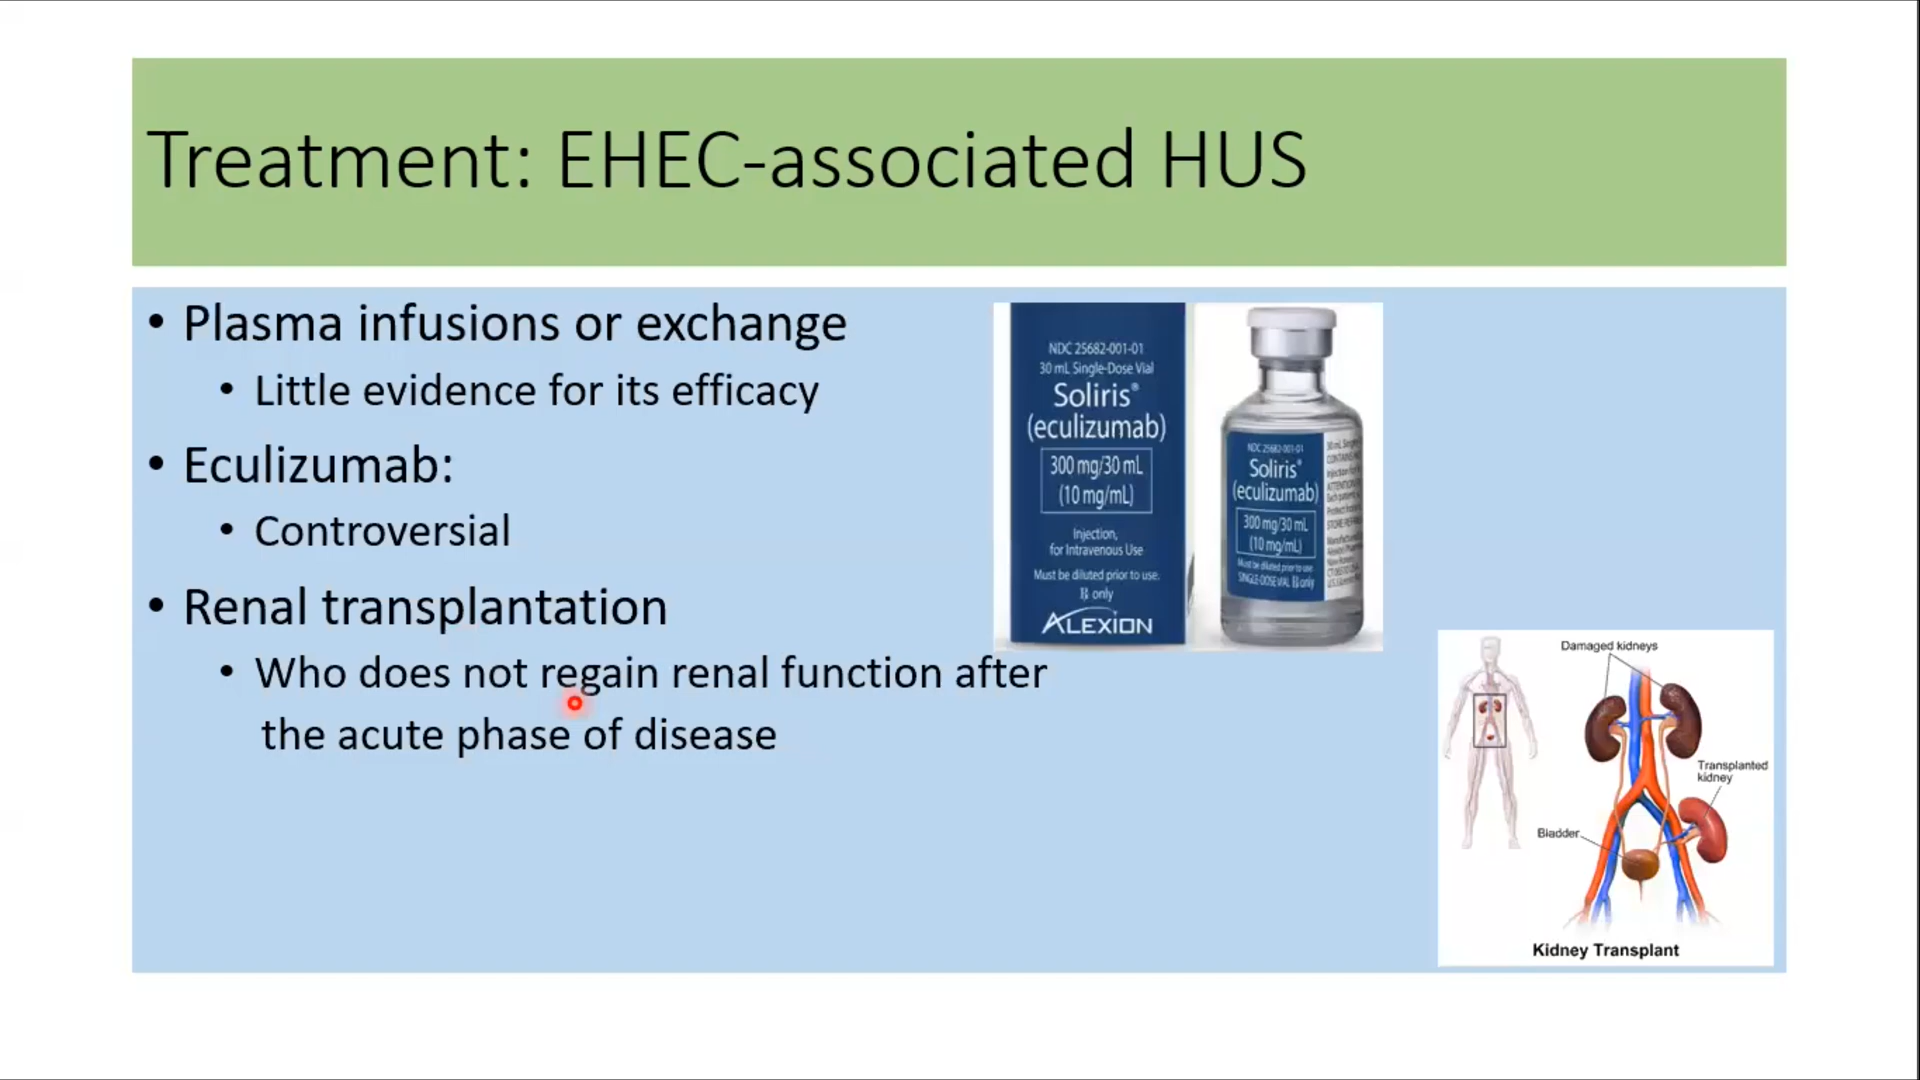 Treatment: EHEC-associated HUS
• Plasma infusions or exchange
• Little evidence for its efficacy
• Eculizumab:
• Controversial
• Renal transplantation
• Who does not regain renal function after
the acute phase of disease
NDC 25682-001-01
30 mL Single-Dose Vial
Soliris®
(eculizumab)
300 mg/30 mL
(10 mg/mL)
Injection,
for Intravenous Use
Must be diluted prior to use.
℞ only
ALEXION
NDC 25682-001-01
Soliris®
(eculizumab)
300 mg/30 mL
(10 mg/mL)
Must be diluted prior to use
SINGLE-DOSE VIAL ℞ only
Damaged kidneys
Transplanted
kidney
Bladder
Kidney Transplant